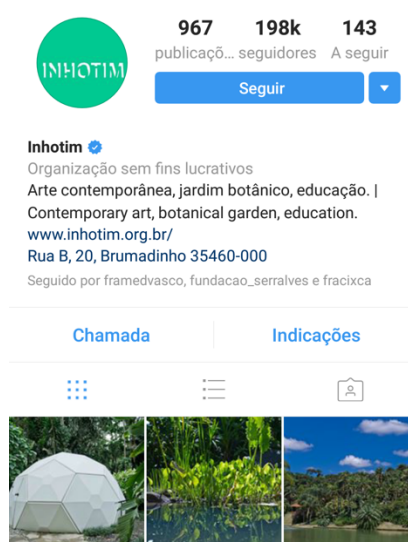 INHOTIM
967 198k 143
publicaçõ... seguidores A seguir
Seguir
Inhotim
Organização sem fins lucrativos
Arte contemporânea, jardim botânico, educação. |
Contemporary art, botanical garden, education.
www.inhotim.org.br/
Rua B, 20, Brumadinho 35460-000
Seguido por framedvasco, fundacao_serralves e fracixca
Chamada Indicações